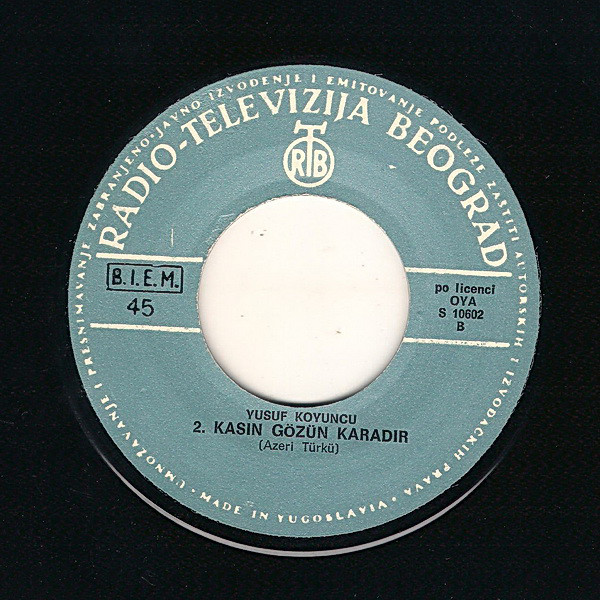 UMNOŽAVANJE I PRESNIMAVANJE ZABRANJENO · JAVNO IZVOĐENJE I EMITOVANJE PODLEŽE ZAŠTITI AUTORSKIH I IZVOĐAČKIH PRAVA ·
RADIO-TELEVIZIJA BEOGRAD
RTB
B.I.E.M.
45
po licenci
OYA
S 10602
B
YUSUF KOYUNCU
2. KASIN GÖZÜN KARADIR
(Azeri Türkü)
· MADE IN YUGOSLAVIA ·